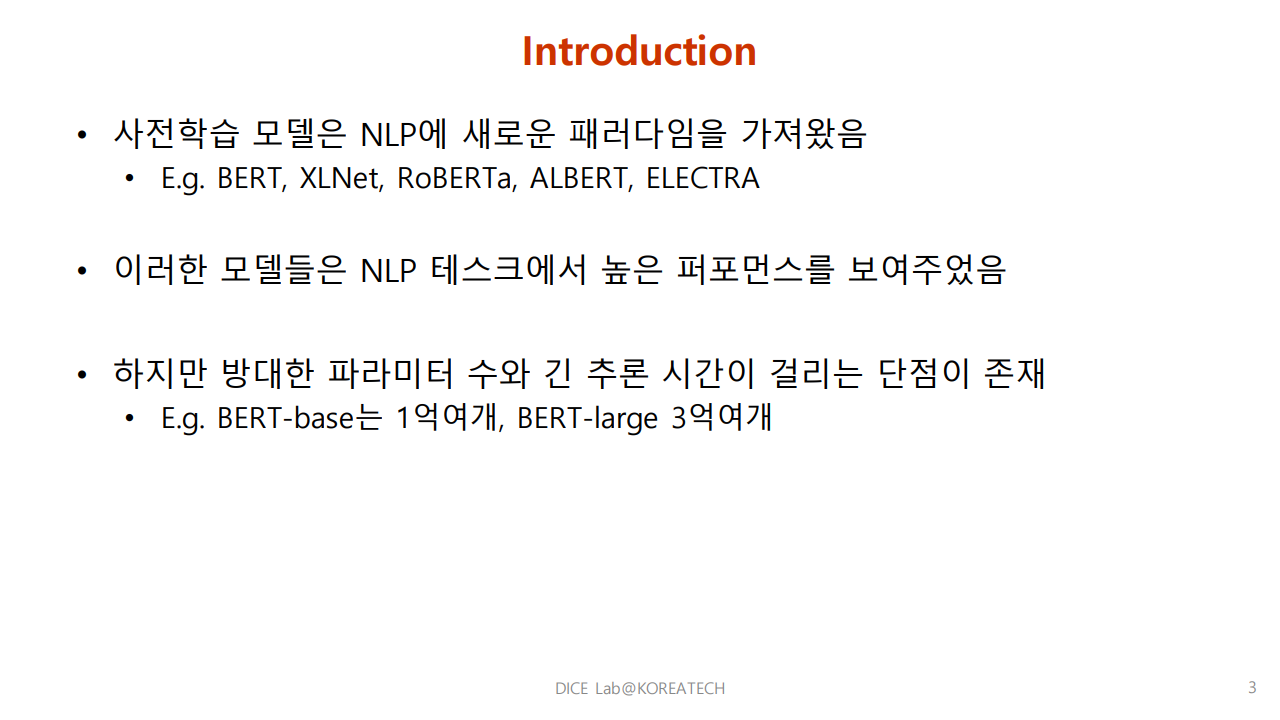 Introduction
• 사전학습 모델은 NLP에 새로운 패러다임을 가져왔음
• E.g. BERT, XLNet, RoBERTa, ALBERT, ELECTRA
• 이러한 모델들은 NLP 테스크에서 높은 퍼포먼스를 보여주었음
• 하지만 방대한 파라미터 수와 긴 추론 시간이 걸리는 단점이 존재
• E.g. BERT-base는 1억여개, BERT-large 3억여개
DICE Lab@KOREATECH
3